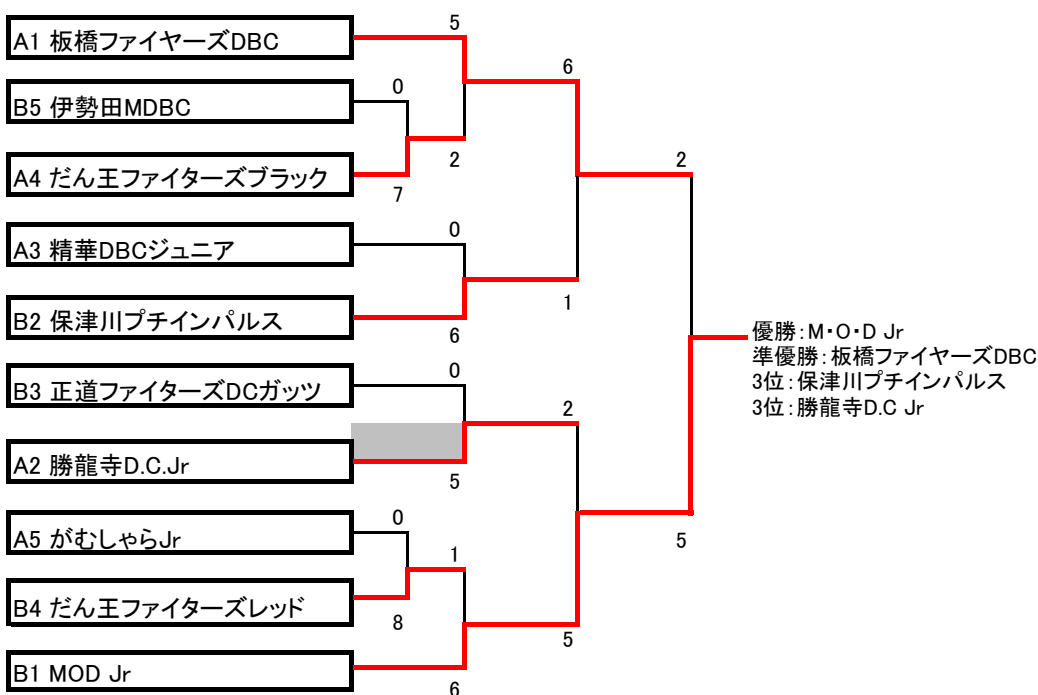 5
A1 板橋ファイヤーズDBC
6
0
B5 伊勢田MDBC
2
2
A4 だん王ファイターズブラック
7
0
A3 精華DBCジュニア
1
B2 保津川プチインパルス
6
優勝:M・O・D Jr
準優勝:板橋ファイヤーズDBC
3位:保津川プチインパルス
3位:勝龍寺D.C Jr
0
B3 正道ファイターズDCガッツ
2
A2 勝龍寺D.C.Jr
5
0
A5 がむしゃらJr
5
1
B4 だん王ファイターズレッド
8
5
B1 MOD Jr
6